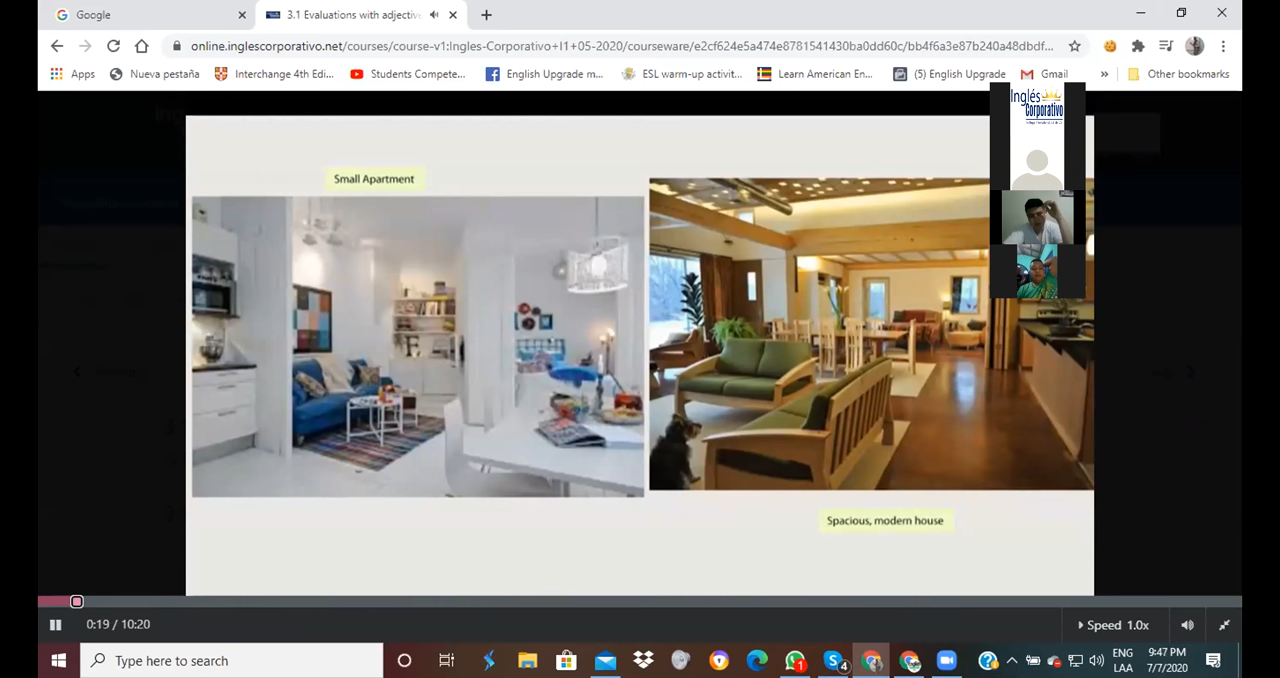 Google
3.1 Evaluations with adjective
online.inglescorporativo.net/courses/course-v1:Ingles-Corporativo+I1+05-2020/courseware/e2cf624e5a474e8781541430ba0dd60c/bb4f6a3e87b240a48dbdf...
Apps
Nueva pestaña
Interchange 4th Edi...
Students Compete...
English Upgrade m...
ESL warm-up activit...
Learn American En...
(5) English Upgrade
Gmail
»
Other bookmarks
Inglés
Corporativo
Small Apartment
Spacious, modern house
0:19 / 10:20
Speed 1.0x
Type here to search
1
4
ENG
LAA
9:47 PM
7/7/2020